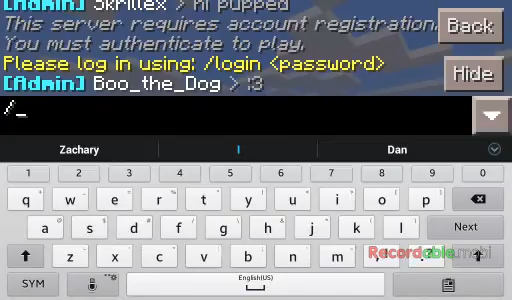 [Admin] Skrillex > hi pupped
This server requires account registration.
You must authenticate to play.
Please log in using: /login <password>
[Admin] Boo_the_Dog > :3
Back
Hide
/_
Zachary I Dan
1 2 3 4 5 6 7 8 9 0
q w e r t y u i o p
a s d f g h j k l Next
z x c v b n m , ! . ?
Recordable.mobi
SYM English(US)